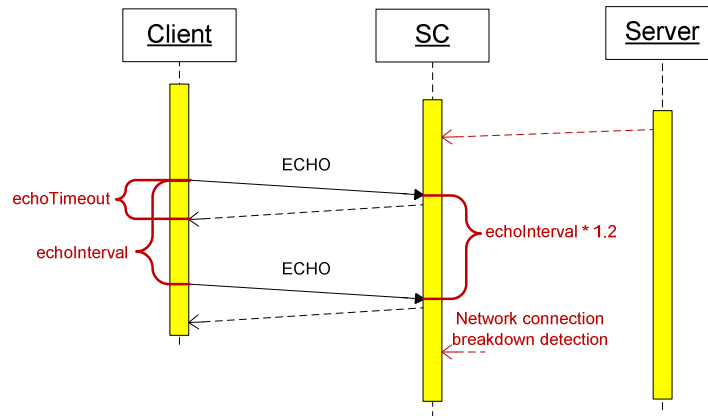 Client
SC
Server
ECHO
echoTimeout
echoInterval * 1.2
echoInterval
ECHO
Network connection
breakdown detection